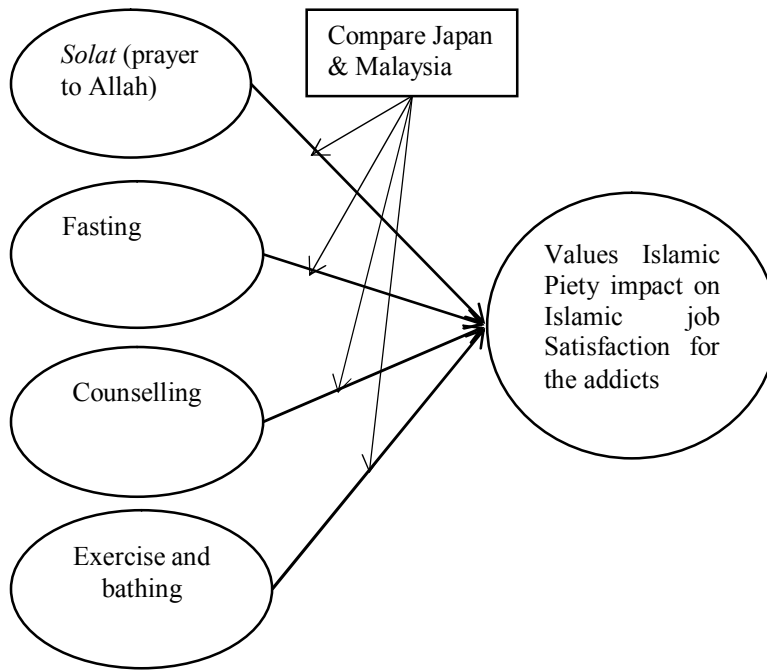 Solat (prayer
to Allah)
Compare Japan
& Malaysia
Fasting
Values Islamic
Piety impact on
Islamic job
Satisfaction for
the addicts
Counselling
Exercise and
bathing